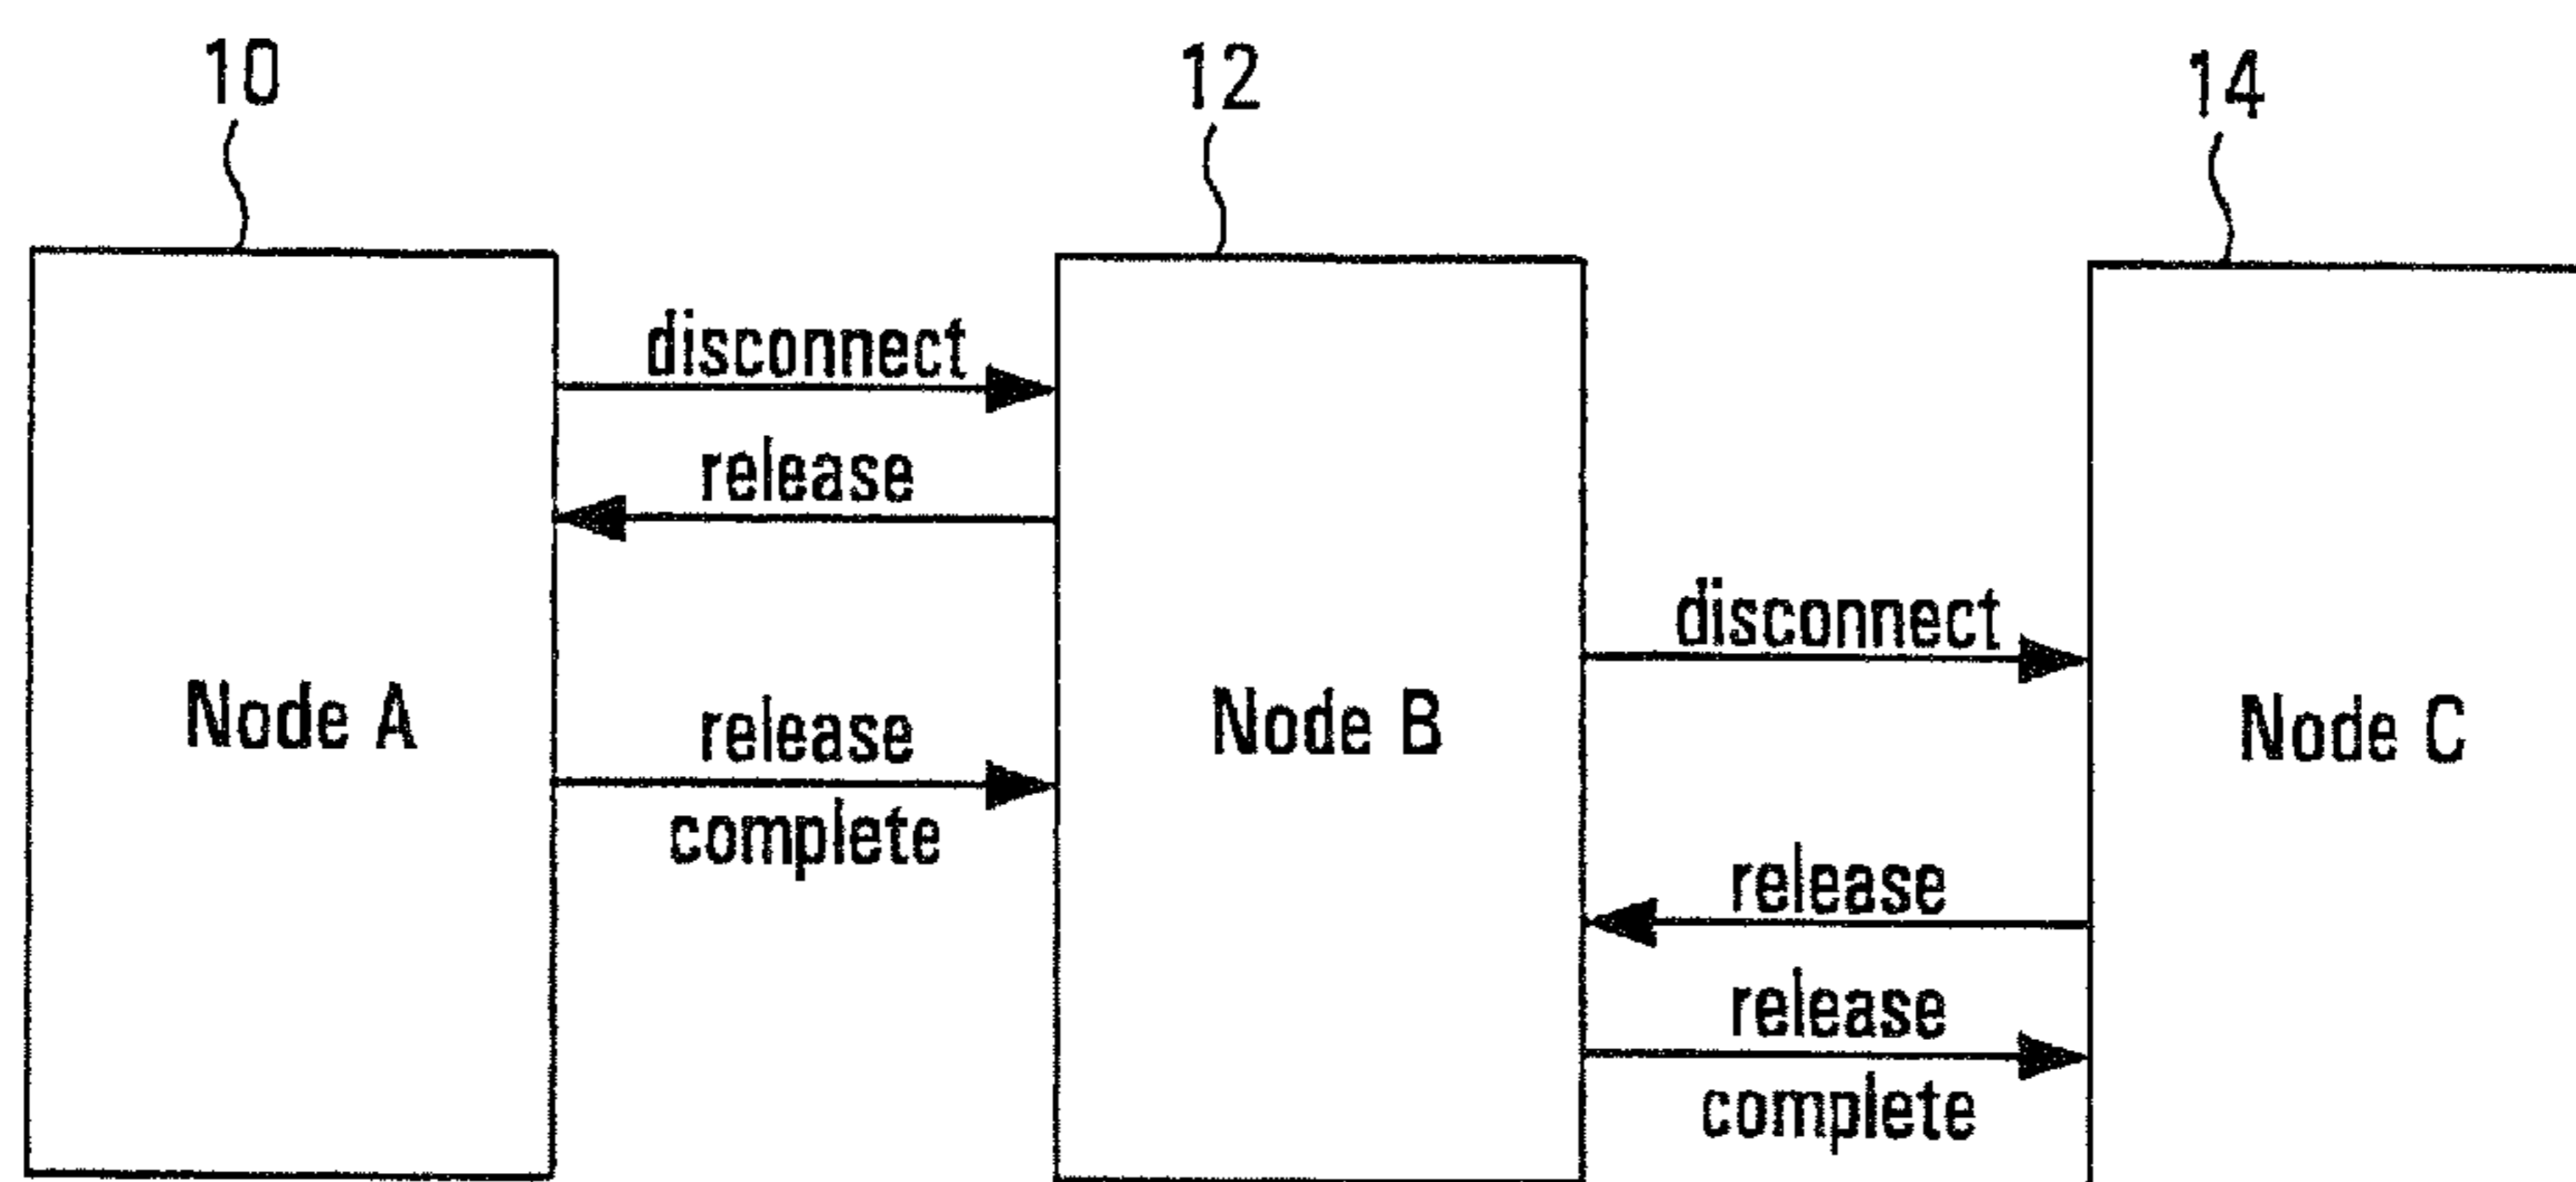 10
12
14
disconnect
release
disconnect
Node A
release
complete
Node B
Node C
release
release
complete